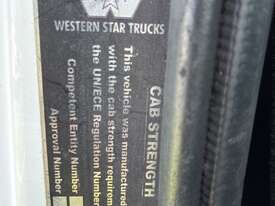 WESTERN STAR TRUCKS
CAB STRENGTH
This vehicle was manufactured
with the cab strength requirem
the UN/ECE Regulation Number
Competent Entity Number
Approval Number